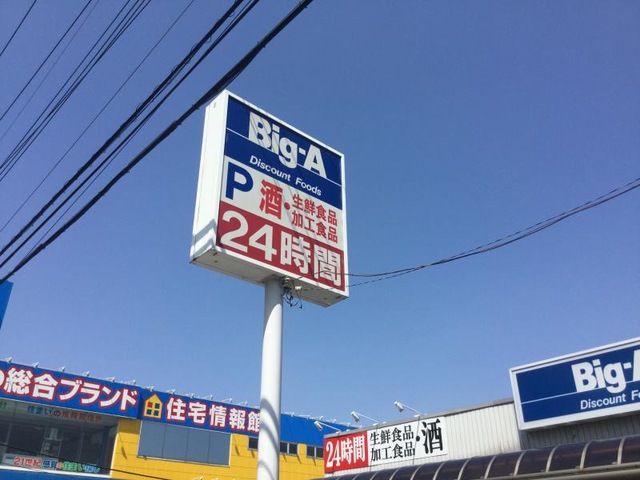 Big-A
Discount Foods
P 酒・生鮮食品
加工食品
24時間
の総合ブランド
住宅情報館
24時間
生鮮食品
加工食品・酒
Big-A
Discount Foods